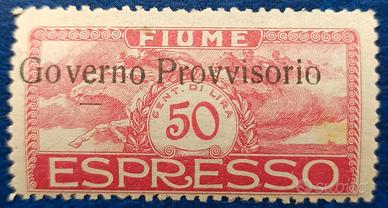 FIUME
Governo Provvisorio
CENT. DI LIRA
50
ESPRESSO